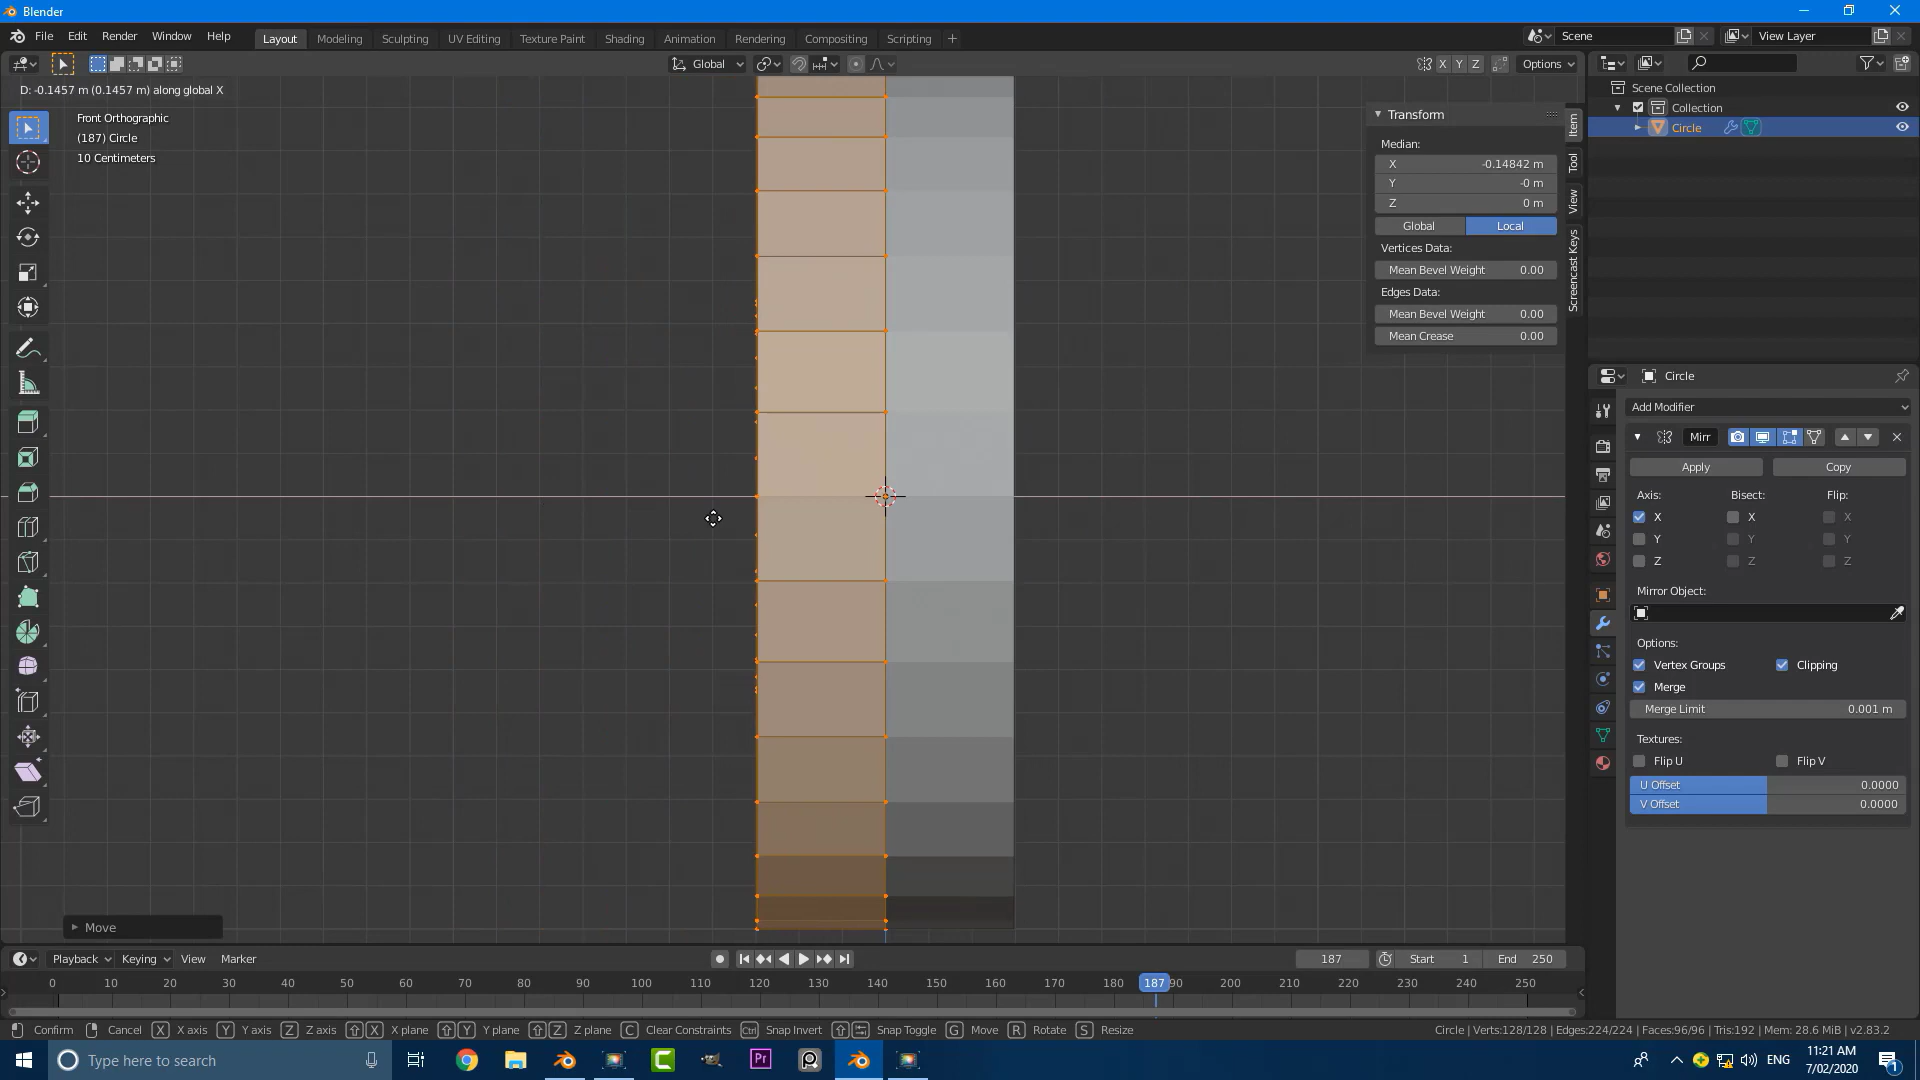 Blender
File Edit Render Window Help
Layout Modeling Sculpting UV Editing Texture Paint Shading Animation Rendering Compositing Scripting +
Scene View Layer
Global X Y Z Options
D: -0.1457 m (0.1457 m) along global X
Front Orthographic
(187) Circle
10 Centimeters
Transform
Median:
X -0.14842 m
Y -0 m
Z 0 m
Global Local
Vertices Data:
Mean Bevel Weight 0.00
Edges Data:
Mean Bevel Weight 0.00
Mean Crease 0.00
Item
Tool
View
Screencast Keys
Scene Collection
Collection
Circle
Circle
Add Modifier
Mirr
Apply Copy
Axis: Bisect: Flip:
X X X
Y Y Y
Z Z Z
Mirror Object:
Options:
Vertex Groups Clipping
Merge
Merge Limit 0.001 m
Textures:
Flip U Flip V
U Offset 0.0000
V Offset 0.0000
Move
Playback Keying View Marker 187 Start 1 End 250
0 10 20 30 40 50 60 70 80 90 100 110 120 130 140 150 160 170 180 187 90 200 210 220 230 240 250
Confirm Cancel X X axis Y Y axis Z Z axis X X plane Y Y plane Z Z plane C Clear Constraints Ctrl Snap Invert Snap Toggle G Move R Rotate S Resize Circle | Verts:128/128 | Edges:224/224 | Faces:96/96 | Tris:192 | Mem: 28.6 MiB | v2.83.2
Type here to search Pr ENG 11:21 AM
7/02/2020 1